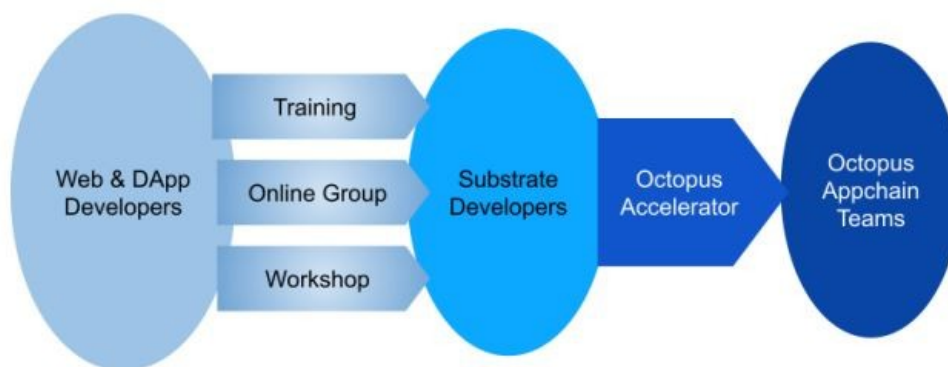 Web & DApp
Developers
Training
Online Group
Workshop
Substrate
Developers
Octopus
Accelerator
Octopus
Appchain
Teams